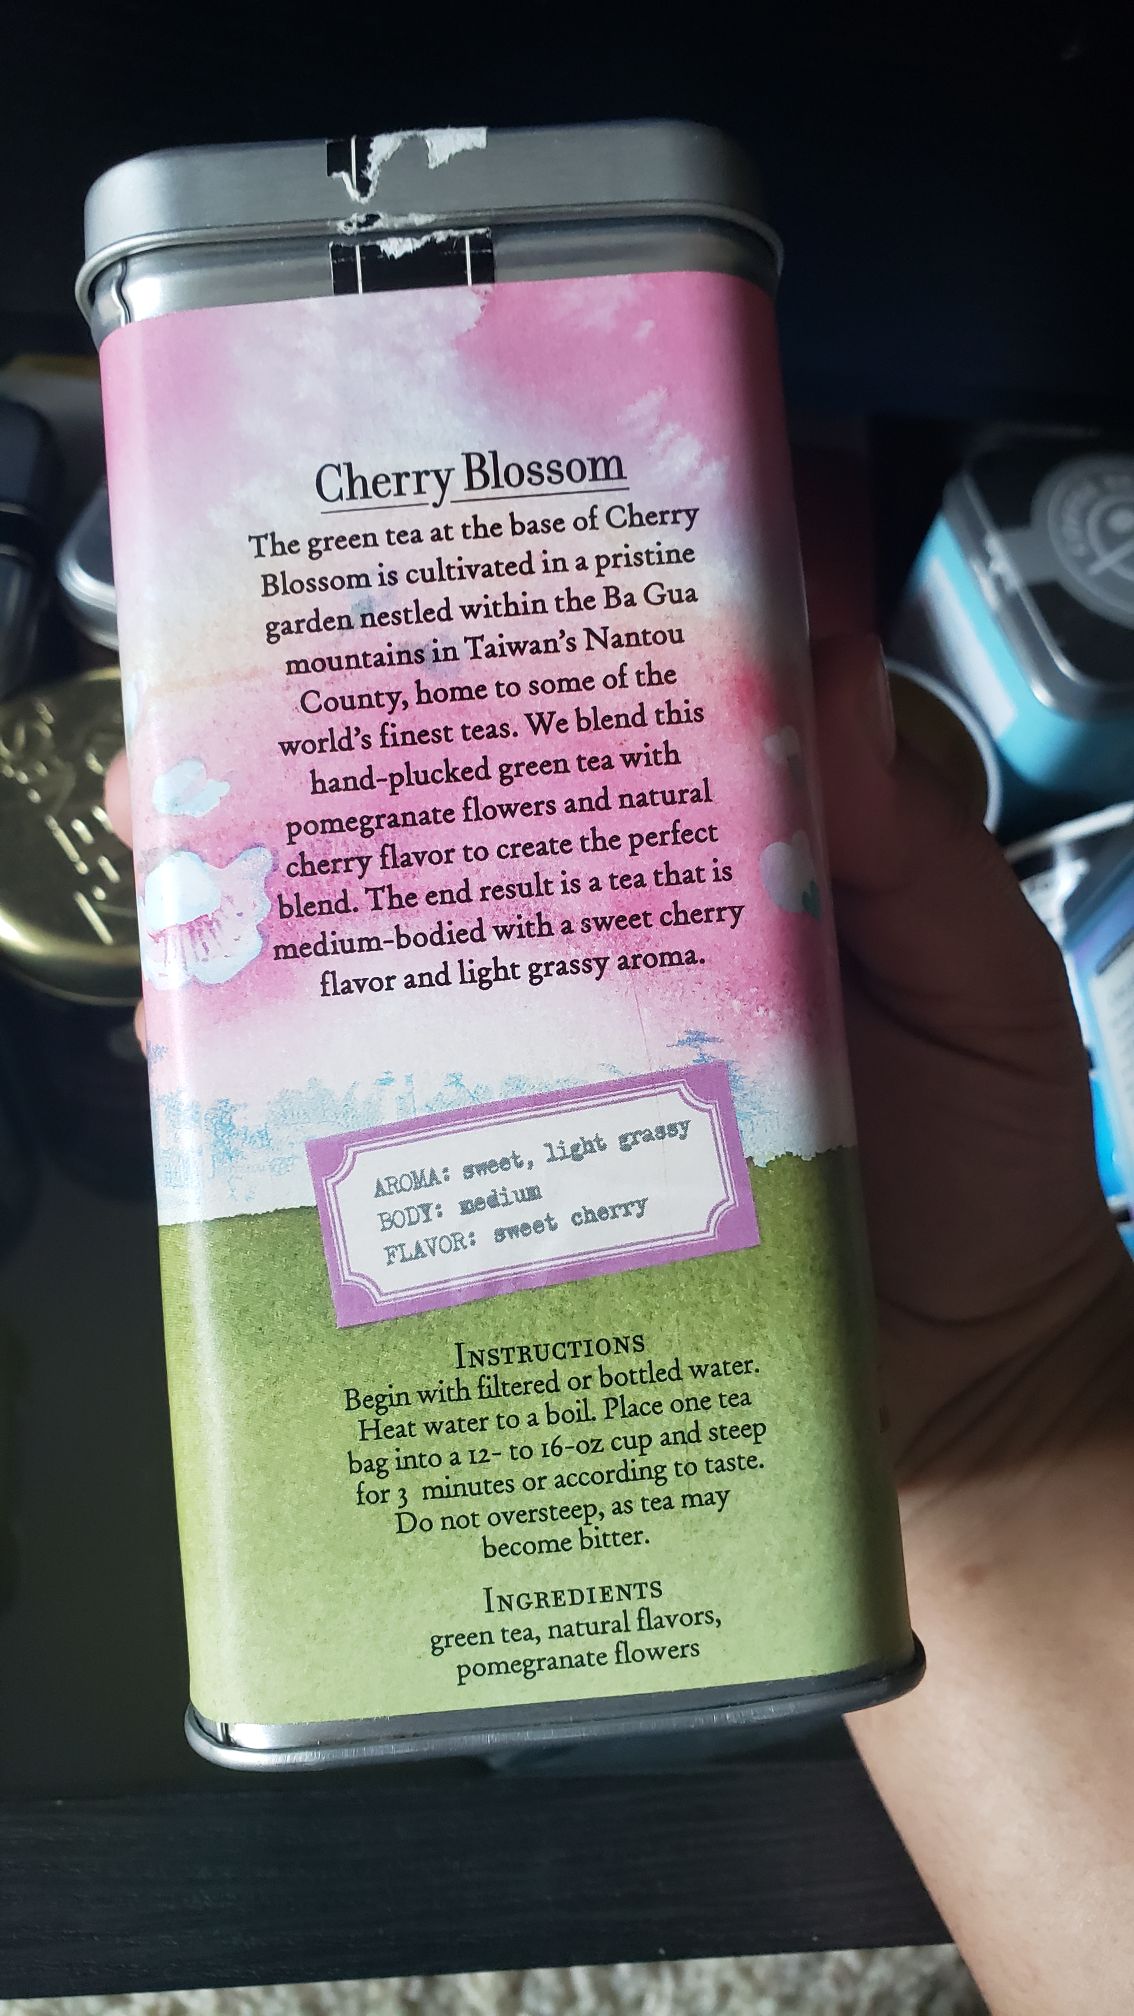 Cherry Blossom
The green tea at the base of Cherry
Blossom is cultivated in a pristine
garden nestled within the Ba Gua
mountains in Taiwan's Nantou
County, home to some of the
world's finest teas. We blend this
hand-plucked green tea with
pomegranate flowers and natural
cherry flavor to create the perfect
blend. The end result is a tea that is
medium-bodied with a sweet cherry
flavor and light grassy aroma.
AROMA: sweet, light grassy
BODY: medium
FLAVOR: sweet cherry
INSTRUCTIONS
Begin with filtered or bottled water.
Heat water to a boil. Place one tea
bag into a 12- to 16-oz cup and steep
for 3 minutes or according to taste.
Do not oversteep, as tea may
become bitter.
INGREDIENTS
green tea, natural flavors,
pomegranate flowers